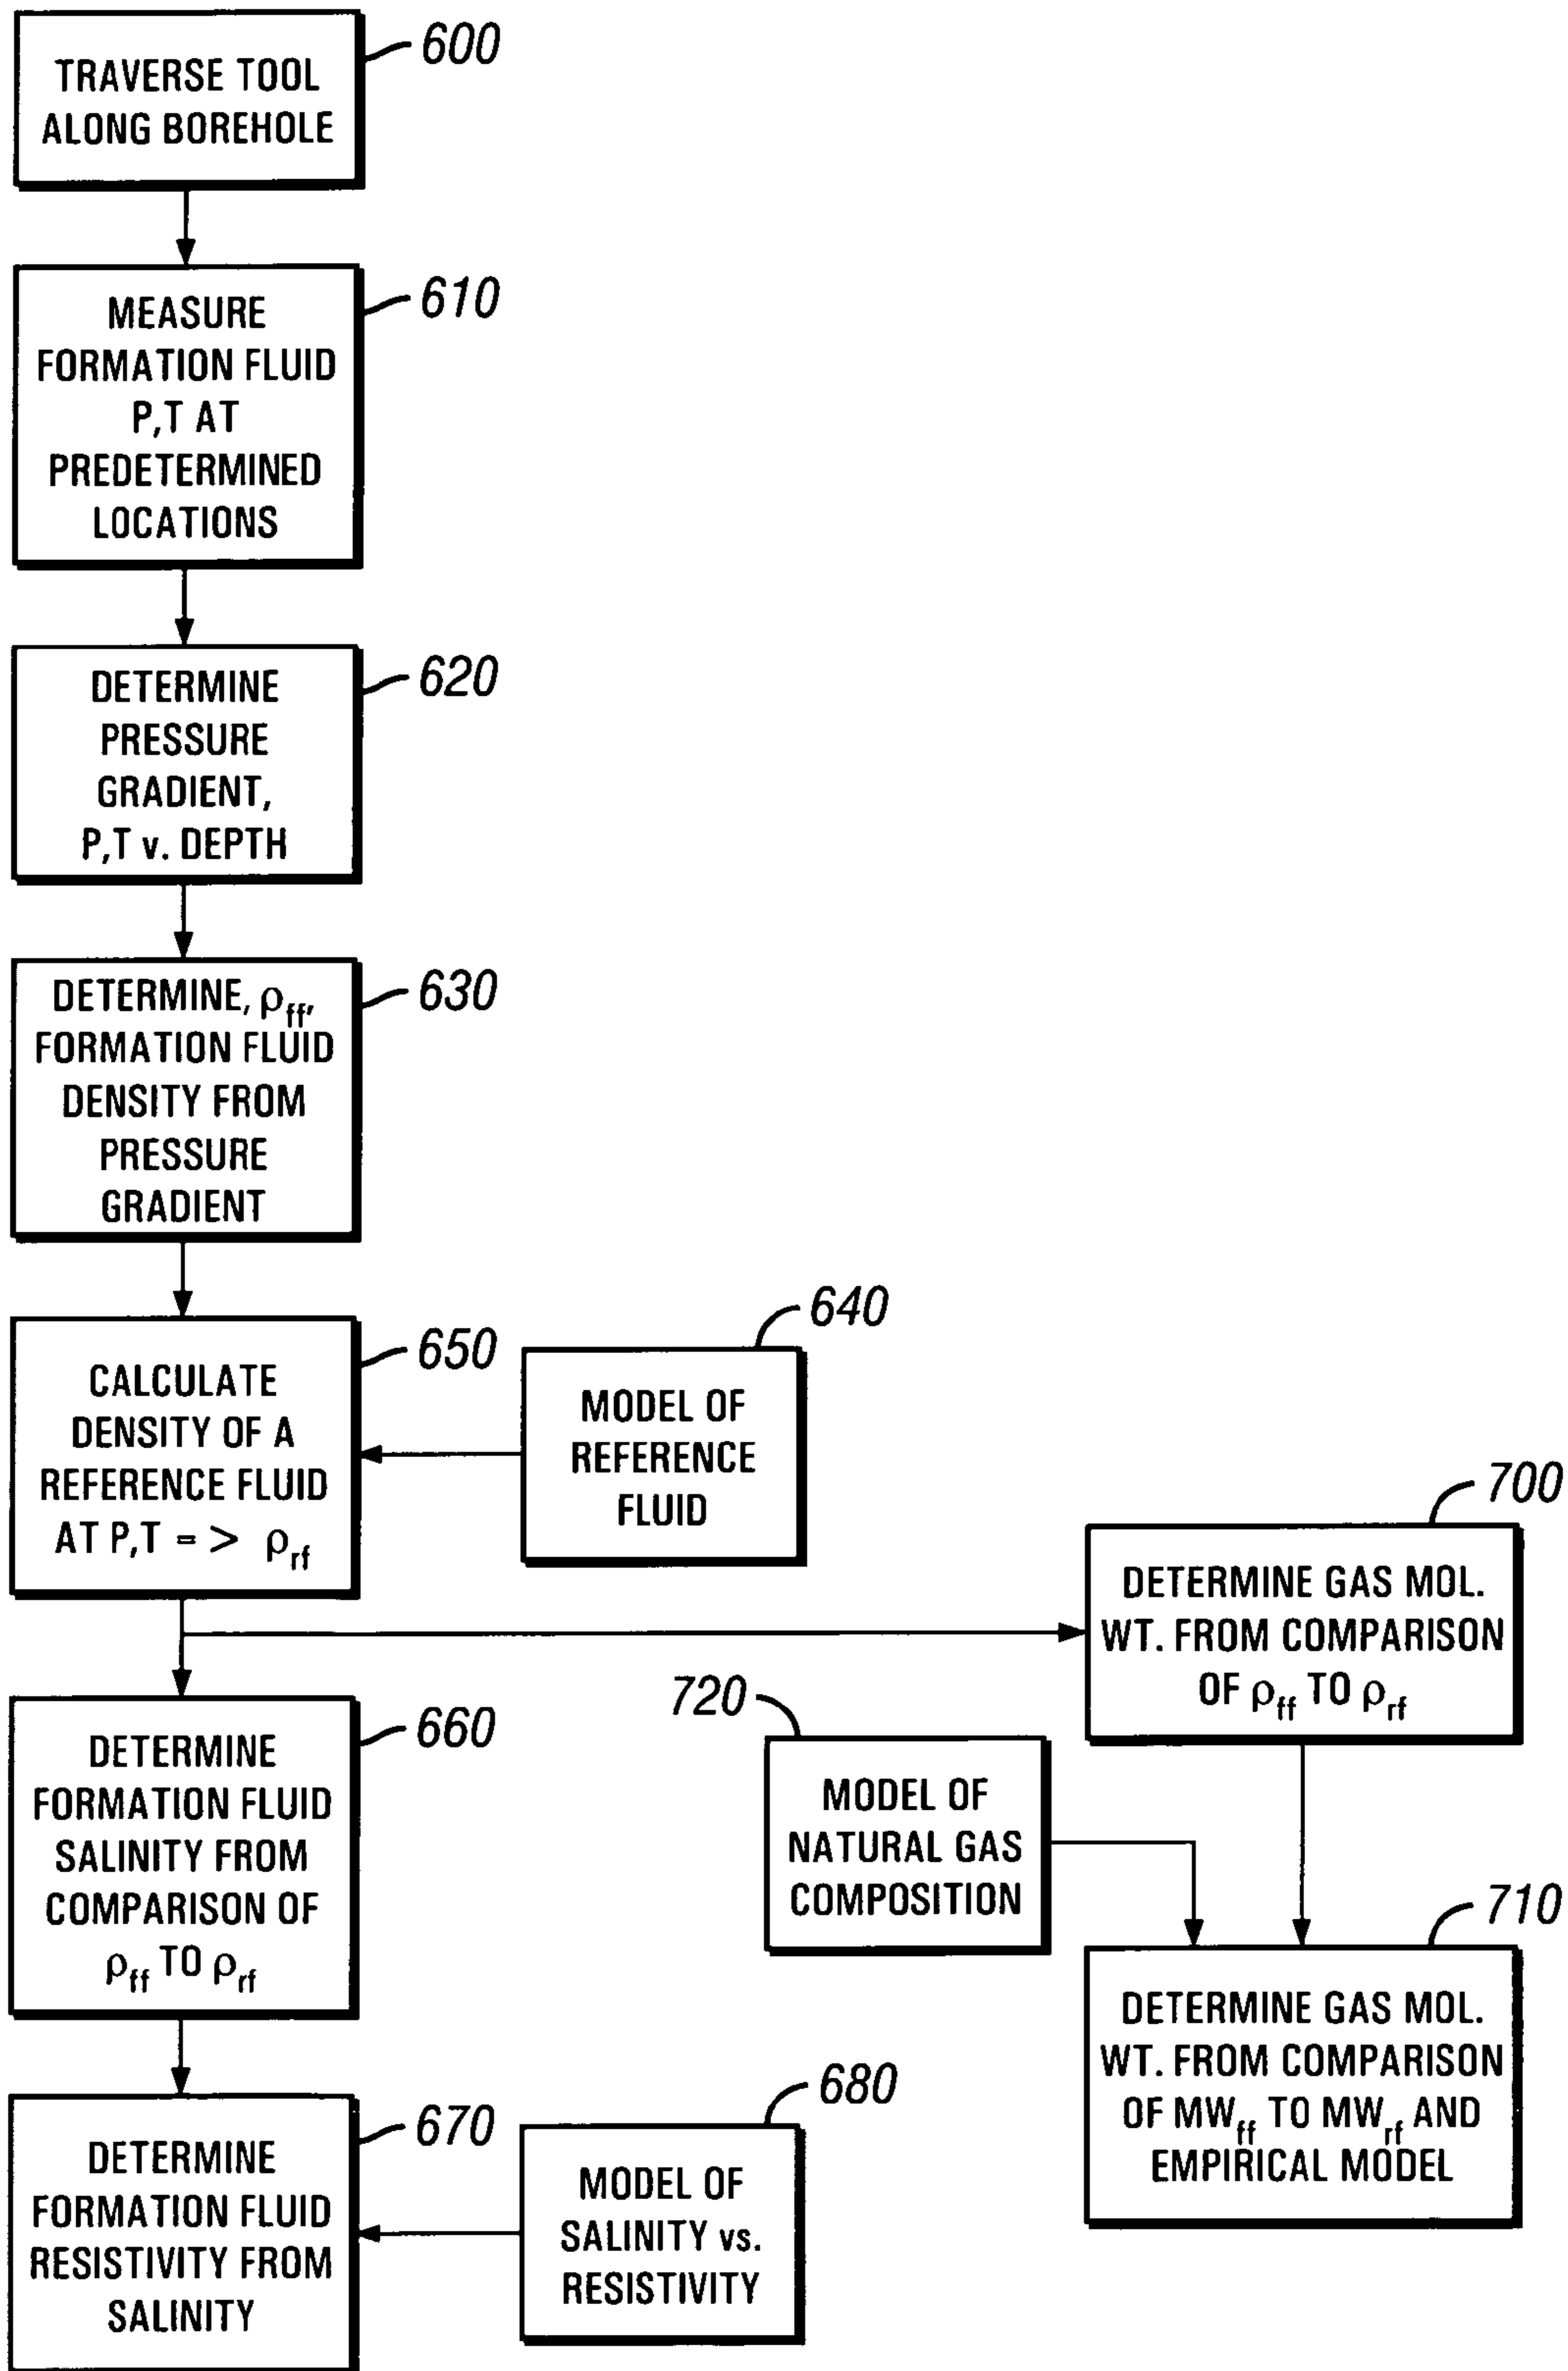 TRAVERSE TOOL
ALONG BOREHOLE
600
MEASURE
FORMATION FLUID
P,T AT
PREDETERMINED
LOCATIONS
610
DETERMINE
PRESSURE
GRADIENT,
P,T v. DEPTH
620
DETERMINE, ρff,
FORMATION FLUID
DENSITY FROM
PRESSURE
GRADIENT
630
CALCULATE
DENSITY OF A
REFERENCE FLUID
AT P,T = > ρrf
650
MODEL OF
REFERENCE
FLUID
640
DETERMINE GAS MOL.
WT. FROM COMPARISON
OF ρff TO ρrf
700
DETERMINE
FORMATION FLUID
SALINITY FROM
COMPARISON OF
ρff TO ρrf
660
MODEL OF
NATURAL GAS
COMPOSITION
720
DETERMINE GAS MOL.
WT. FROM COMPARISON
OF MWff TO MWrf AND
EMPIRICAL MODEL
710
DETERMINE
FORMATION FLUID
RESISTIVITY FROM
SALINITY
670
MODEL OF
SALINITY vs.
RESISTIVITY
680